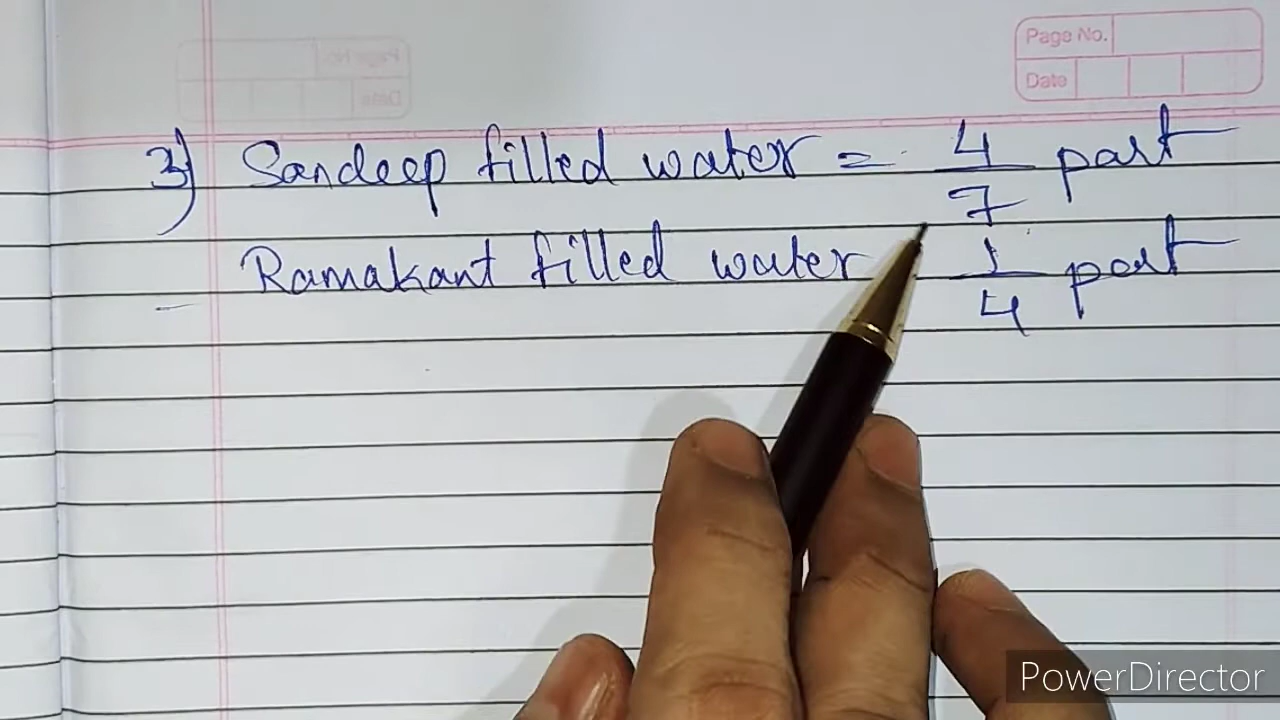 Page No.
Date
3) Sandeep filled water = 4/7 part
Ramakant filled water 1/4 part
PowerDirector